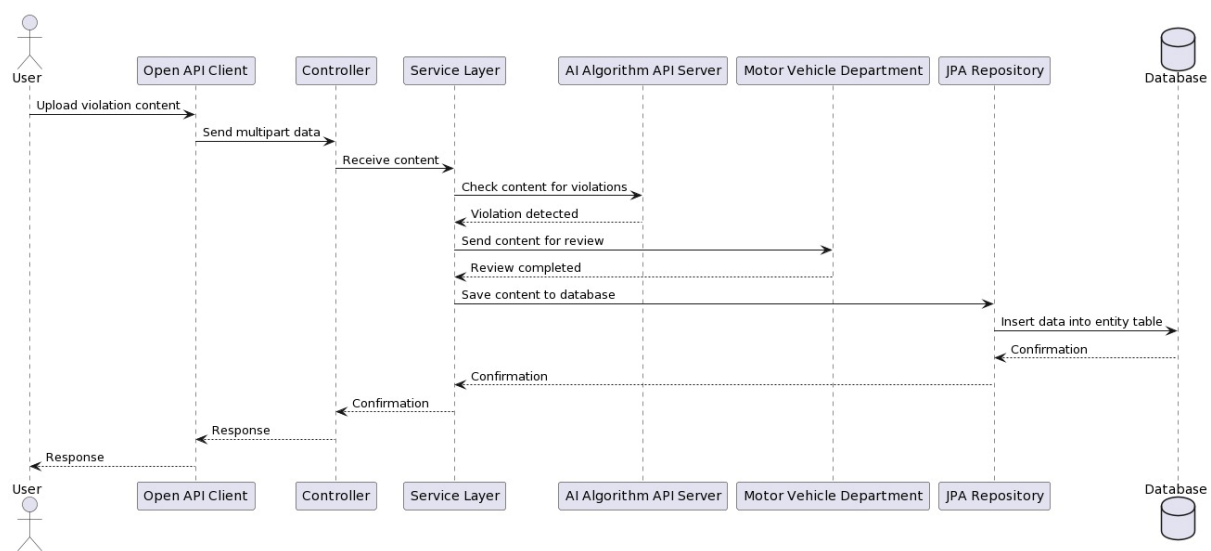 User
Open API Client
Controller
Service Layer
AI Algorithm API Server
Motor Vehicle Department
JPA Repository
Database
Upload violation content
Send multipart data
Receive content
Check content for violations
Violation detected
Send content for review
Review completed
Save content to database
Insert data into entity table
Confirmation
Confirmation
Confirmation
Response
Response
User
Open API Client
Controller
Service Layer
AI Algorithm API Server
Motor Vehicle Department
JPA Repository
Database